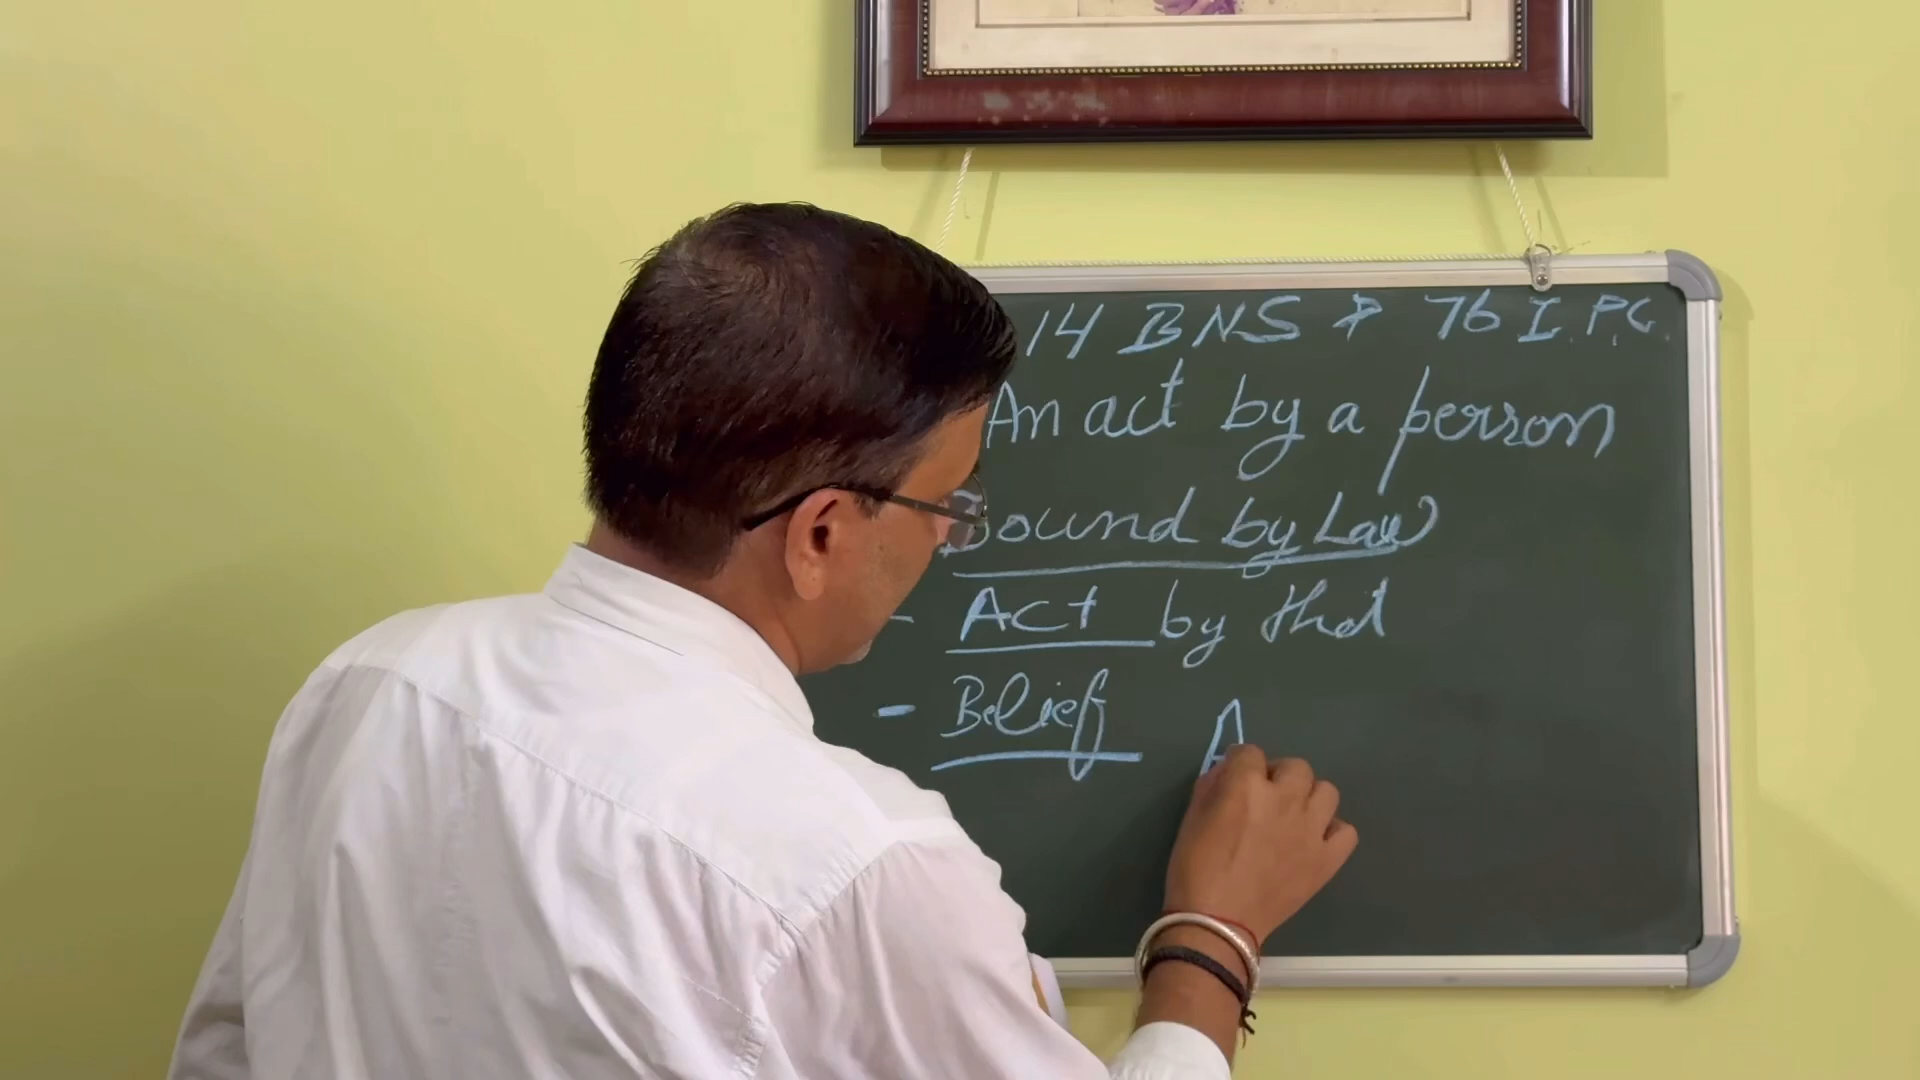 14 BNS → 76 I.P.C.
An act by a person
Bound by Law
- Act by that
- Belief A